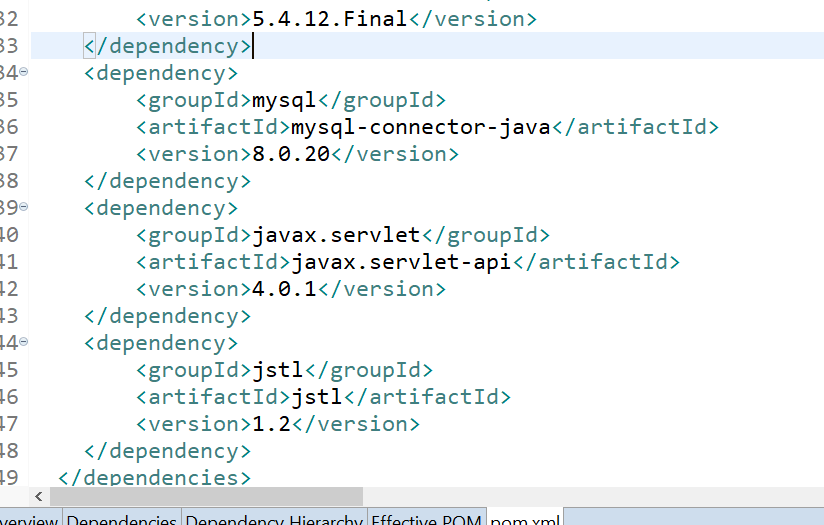 32 <version>5.4.12.Final</version>
33 </dependency>
34 <dependency>
35 <groupId>mysql</groupId>
36 <artifactId>mysql-connector-java</artifactId>
37 <version>8.0.20</version>
38 </dependency>
39 <dependency>
40 <groupId>javax.servlet</groupId>
41 <artifactId>javax.servlet-api</artifactId>
42 <version>4.0.1</version>
43 </dependency>
44 <dependency>
45 <groupId>jstl</groupId>
46 <artifactId>jstl</artifactId>
47 <version>1.2</version>
48 </dependency>
49 </dependencies>
verview Dependencies Dependency Hierarchy Effective POM pom.xml